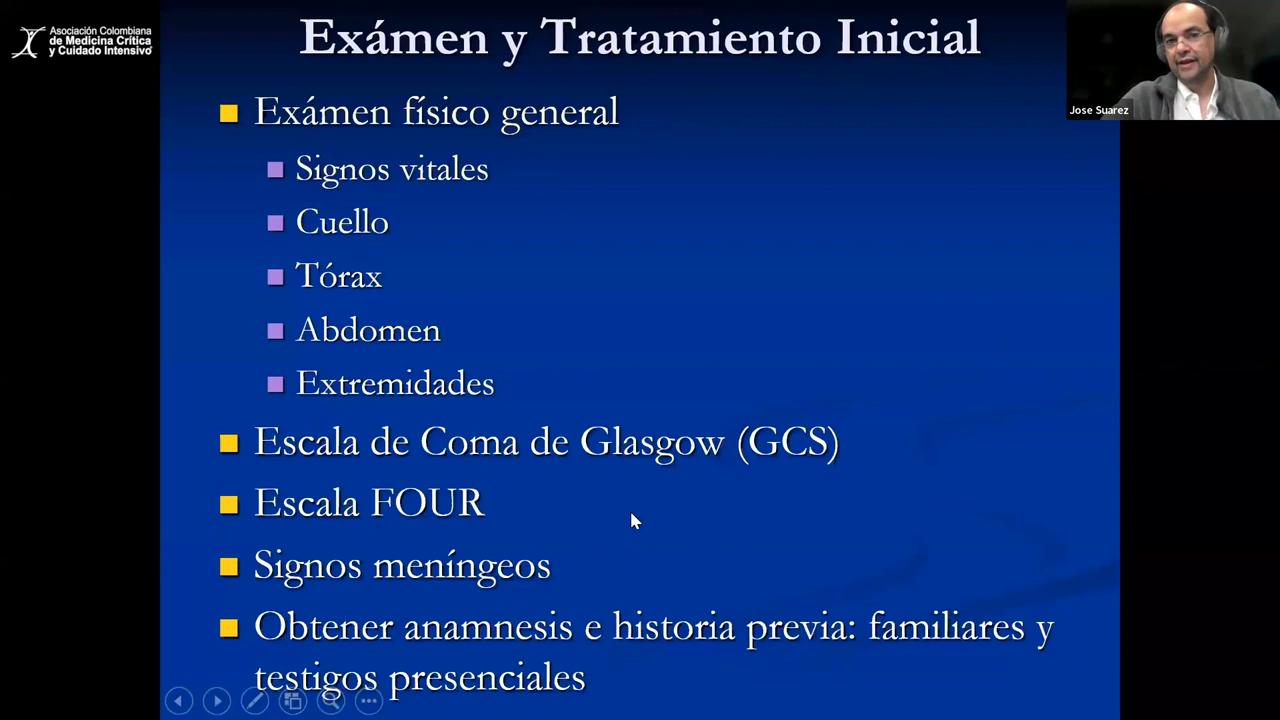 Asociación Colombiana
de Medicina Crítica
y Cuidado Intensivo
Exámen y Tratamiento Inicial
Jose Suarez
Exámen físico general
Signos vitales
Cuello
Tórax
Abdomen
Extremidades
Escala de Coma de Glasgow (GCS)
Escala FOUR
Signos meníngeos
Obtener anamnesis e historia previa: familiares y
testigos presenciales